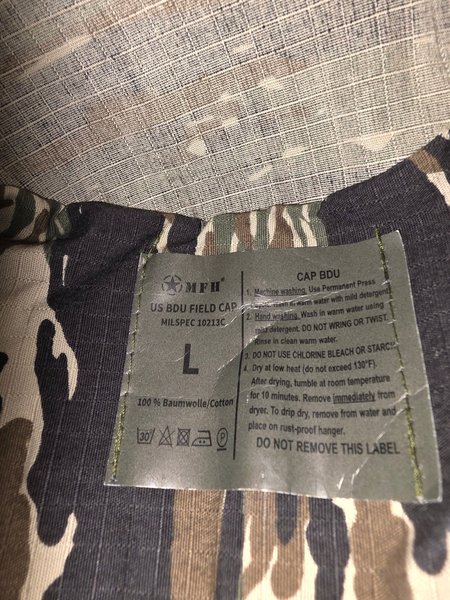 MFH®
US BDU FIELD CAP
MILSPEC 10213C
L
100 % Baumwolle/Cotton
30°
P
CAP BDU
1. Machine washing. Use Permanent Press
Wash in warm water with mild detergent
2. Hand washing. Wash in warm water using
mild detergent. DO NOT WRING OR TWIST.
Rinse in clean warm water.
3. DO NOT USE CHLORINE BLEACH OR STARCH
4. Dry at low heat (do not exceed 130°F).
After drying, tumble at room temperature
for 10 minutes. Remove immediately from
dryer. To drip dry, remove from water and
place on rust-proof hanger.
DO NOT REMOVE THIS LABEL